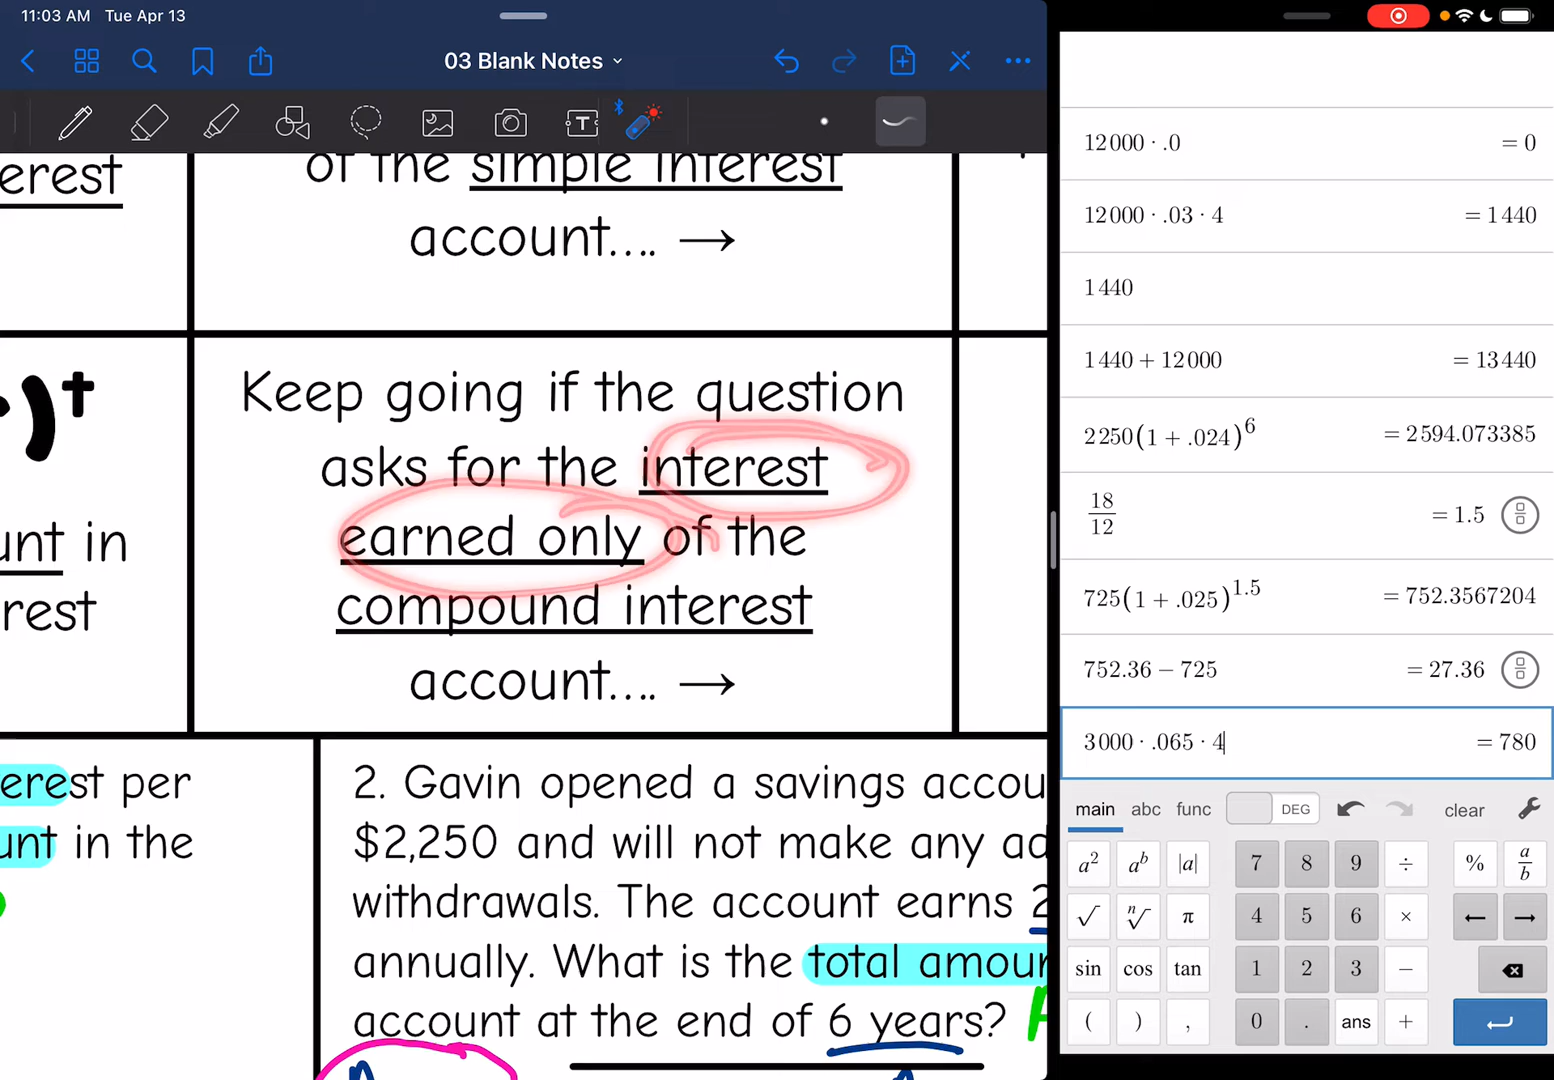 11:03 AM Tue Apr 13
03 Blank Notes
T
erest
of the simple interest
account.... →
)t
unt in
rest
Keep going if the question
asks for the interest
earned only of the
compound interest
account.... →
erest per
unt in the
2. Gavin opened a savings accou
$2,250 and will not make any ad
withdrawals. The account earns 2
annually. What is the total amour
account at the end of 6 years?
12000 · .0 = 0
12000 · .03 · 4 = 1440
1440
1440 + 12000 = 13440
2250(1 + .024)^6 = 2594.073385
18/12 = 1.5
725(1 + .025)^1.5 = 752.3567204
752.36 − 725 = 27.36
3000 · .065 · 4 = 780
main abc func DEG clear
a² aᵇ |a| 7 8 9 ÷ % a/b
√ ⁿ√ π 4 5 6 × ← →
sin cos tan 1 2 3 −
( ) , 0 . ans +